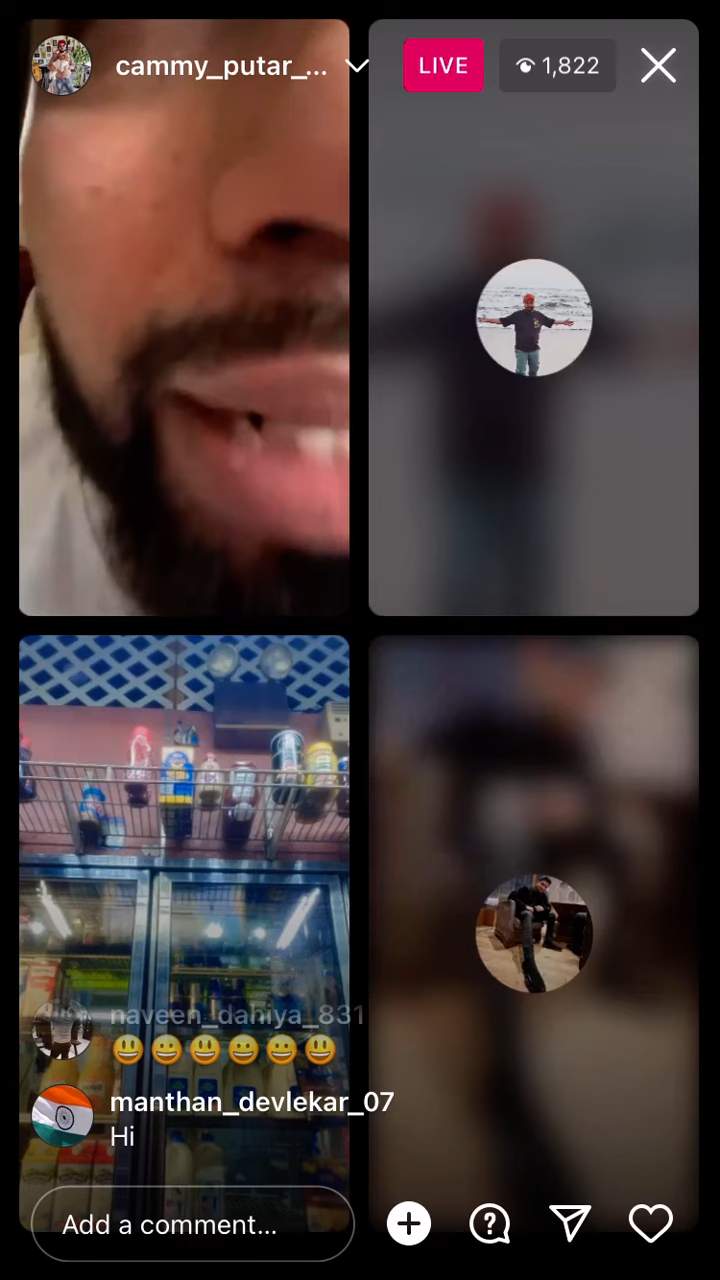 cammy_putar_...
LIVE
1,822
naveen_dahiya_831
😃😃😃😃😃😃
manthan_devlekar_07
Hi
Add a comment...